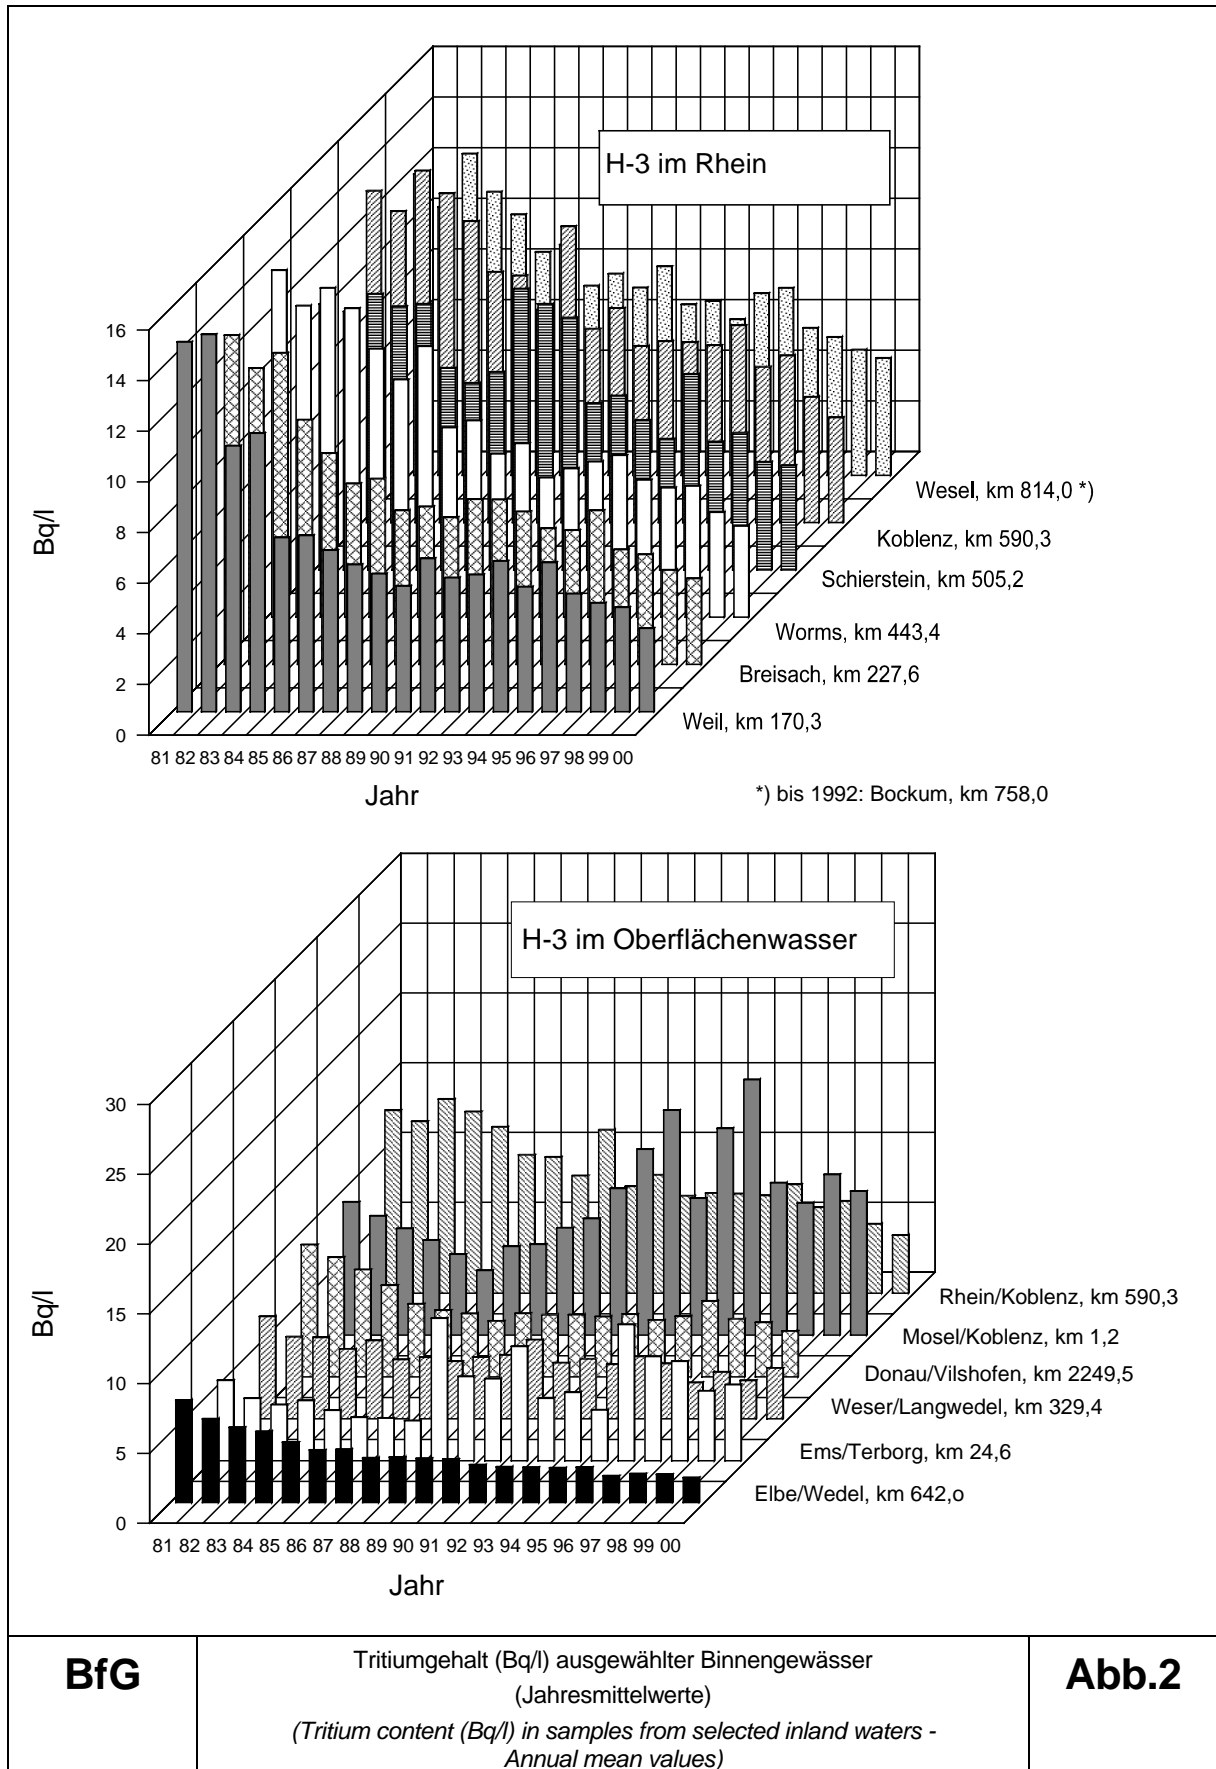 H-3 im Rhein
16
14
12
10
8
6
4
2
0
Bq/l
81 82 83 84 85 86 87 88 89 90 91 92 93 94 95 96 97 98 99 00
Jahr
Wesel, km 814,0 *)
Koblenz, km 590,3
Schierstein, km 505,2
Worms, km 443,4
Breisach, km 227,6
Weil, km 170,3
*) bis 1992: Bockum, km 758,0
H-3 im Oberflächenwasser
30
25
20
15
10
5
0
Bq/l
81 82 83 84 85 86 87 88 89 90 91 92 93 94 95 96 97 98 99 00
Jahr
Rhein/Koblenz, km 590,3
Mosel/Koblenz, km 1,2
Donau/Vilshofen, km 2249,5
Weser/Langwedel, km 329,4
Ems/Terborg, km 24,6
Elbe/Wedel, km 642,o
BfG
Tritiumgehalt (Bq/l) ausgewählter Binnengewässer
(Jahresmittelwerte)
(Tritium content (Bq/l) in samples from selected inland waters -
Annual mean values)
Abb.2